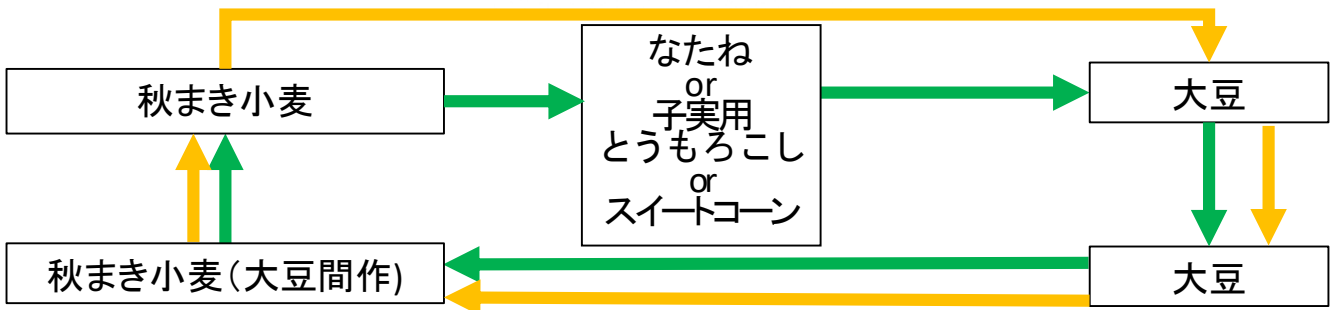 秋まき小麦
なたね
or
子実用
とうもろこし
or
スイートコーン
大豆
秋まき小麦（大豆間作)
大豆